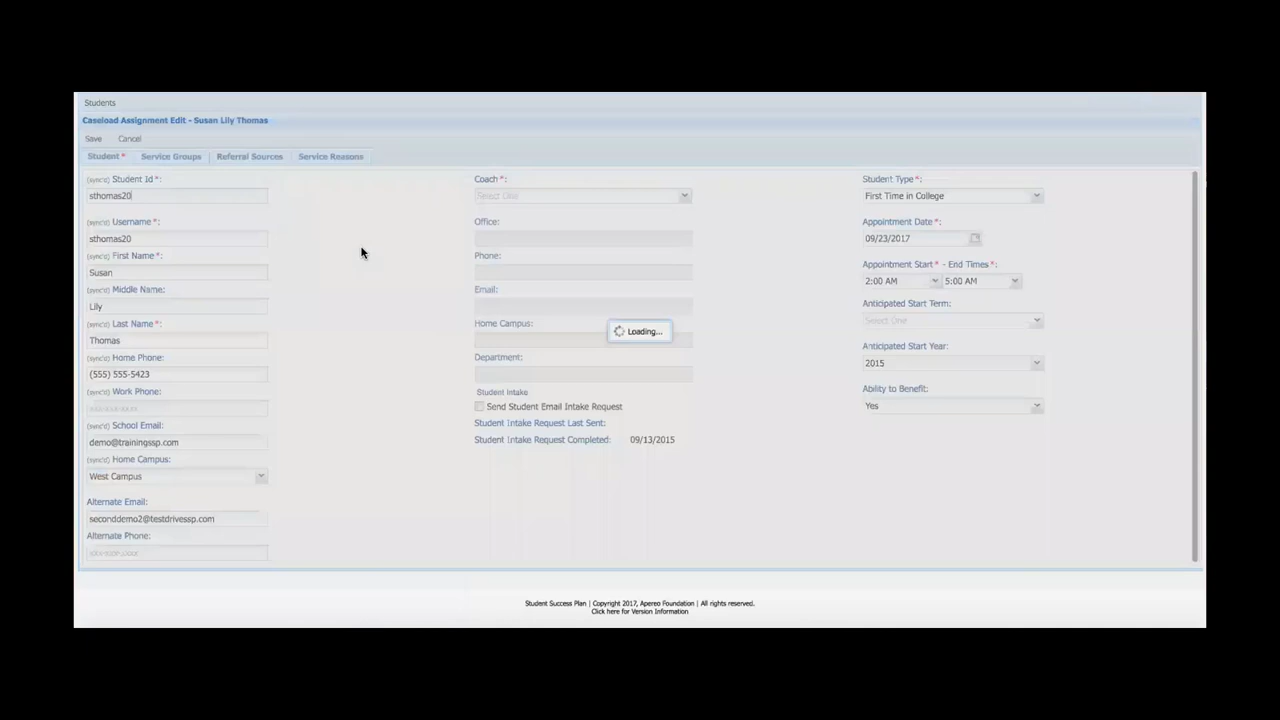 Students
Caseload Assignment Edit - Susan Lily Thomas
Save Cancel
Student * Service Groups Referral Sources Service Reasons
(sync'd) Student Id *:
sthomas20
(sync'd) Username *:
sthomas20
(sync'd) First Name *:
Susan
(sync'd) Middle Name:
Lily
(sync'd) Last Name *:
Thomas
(sync'd) Home Phone:
(555) 555-5423
(sync'd) Work Phone:
(sync'd) School Email:
demo@trainingssp.com
(sync'd) Home Campus:
West Campus
Alternate Email:
seconddemo2@testdrivessp.com
Alternate Phone:
Coach *:
Select One
Office:
Phone:
Email:
Home Campus:
Loading...
Department:
Student Intake
Send Student Email Intake Request
Student Intake Request Last Sent:
Student Intake Request Completed: 09/13/2015
Student Type *:
First Time in College
Appointment Date *:
09/23/2017
Appointment Start * - End Times *:
2:00 AM 5:00 AM
Anticipated Start Term:
Select One
Anticipated Start Year:
2015
Ability to Benefit:
Yes
Student Success Plan | Copyright 2017, Apereo Foundation | All rights reserved.
Click here for Version Information